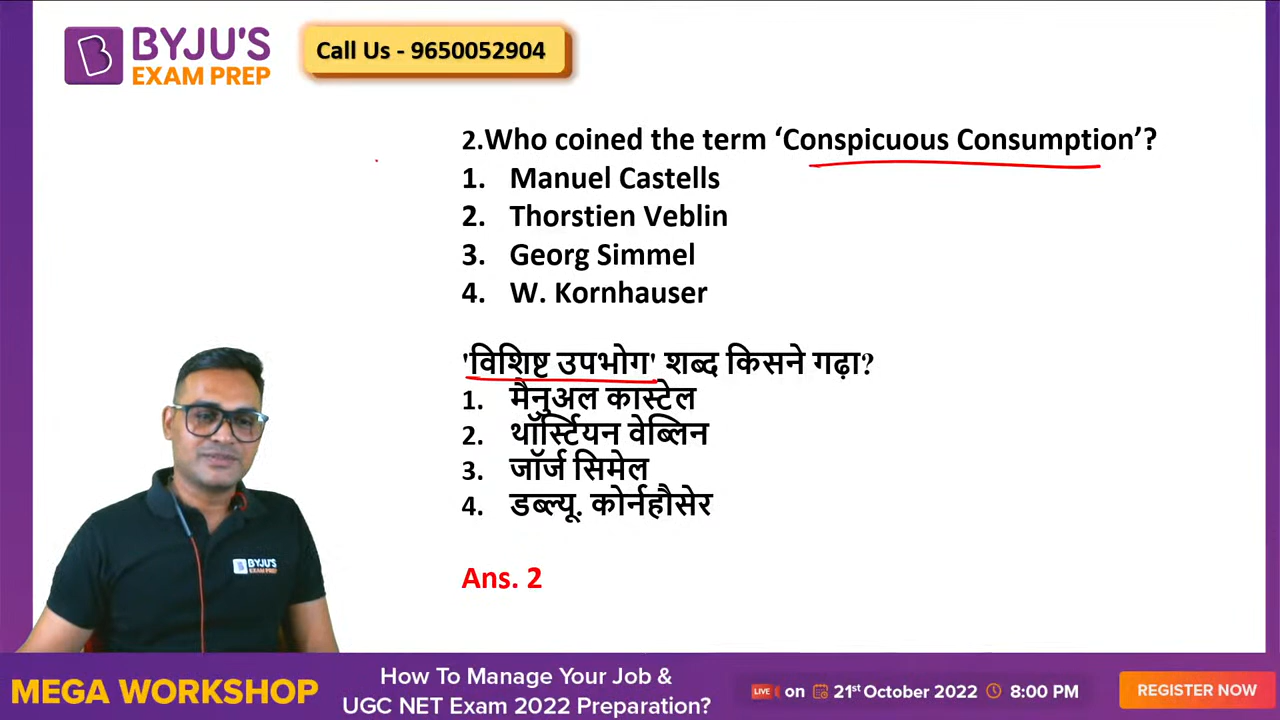 BYJU'S
EXAM PREP
Call Us - 9650052904
2.Who coined the term ‘Conspicuous Consumption’?
1. Manuel Castells
2. Thorstien Veblin
3. Georg Simmel
4. W. Kornhauser
'विशिष्ट उपभोग' शब्द किसने गढ़ा?
1. मैनुअल कास्टेल
2. थॉर्स्टियन वेब्लिन
3. जॉर्ज सिमेल
4. डब्ल्यू. कोर्नहौसेर
Ans. 2
BYJU'S
EXAM PREP
MEGA WORKSHOP
How To Manage Your Job &
UGC NET Exam 2022 Preparation?
LIVE on 21st October 2022 8:00 PM
REGISTER NOW